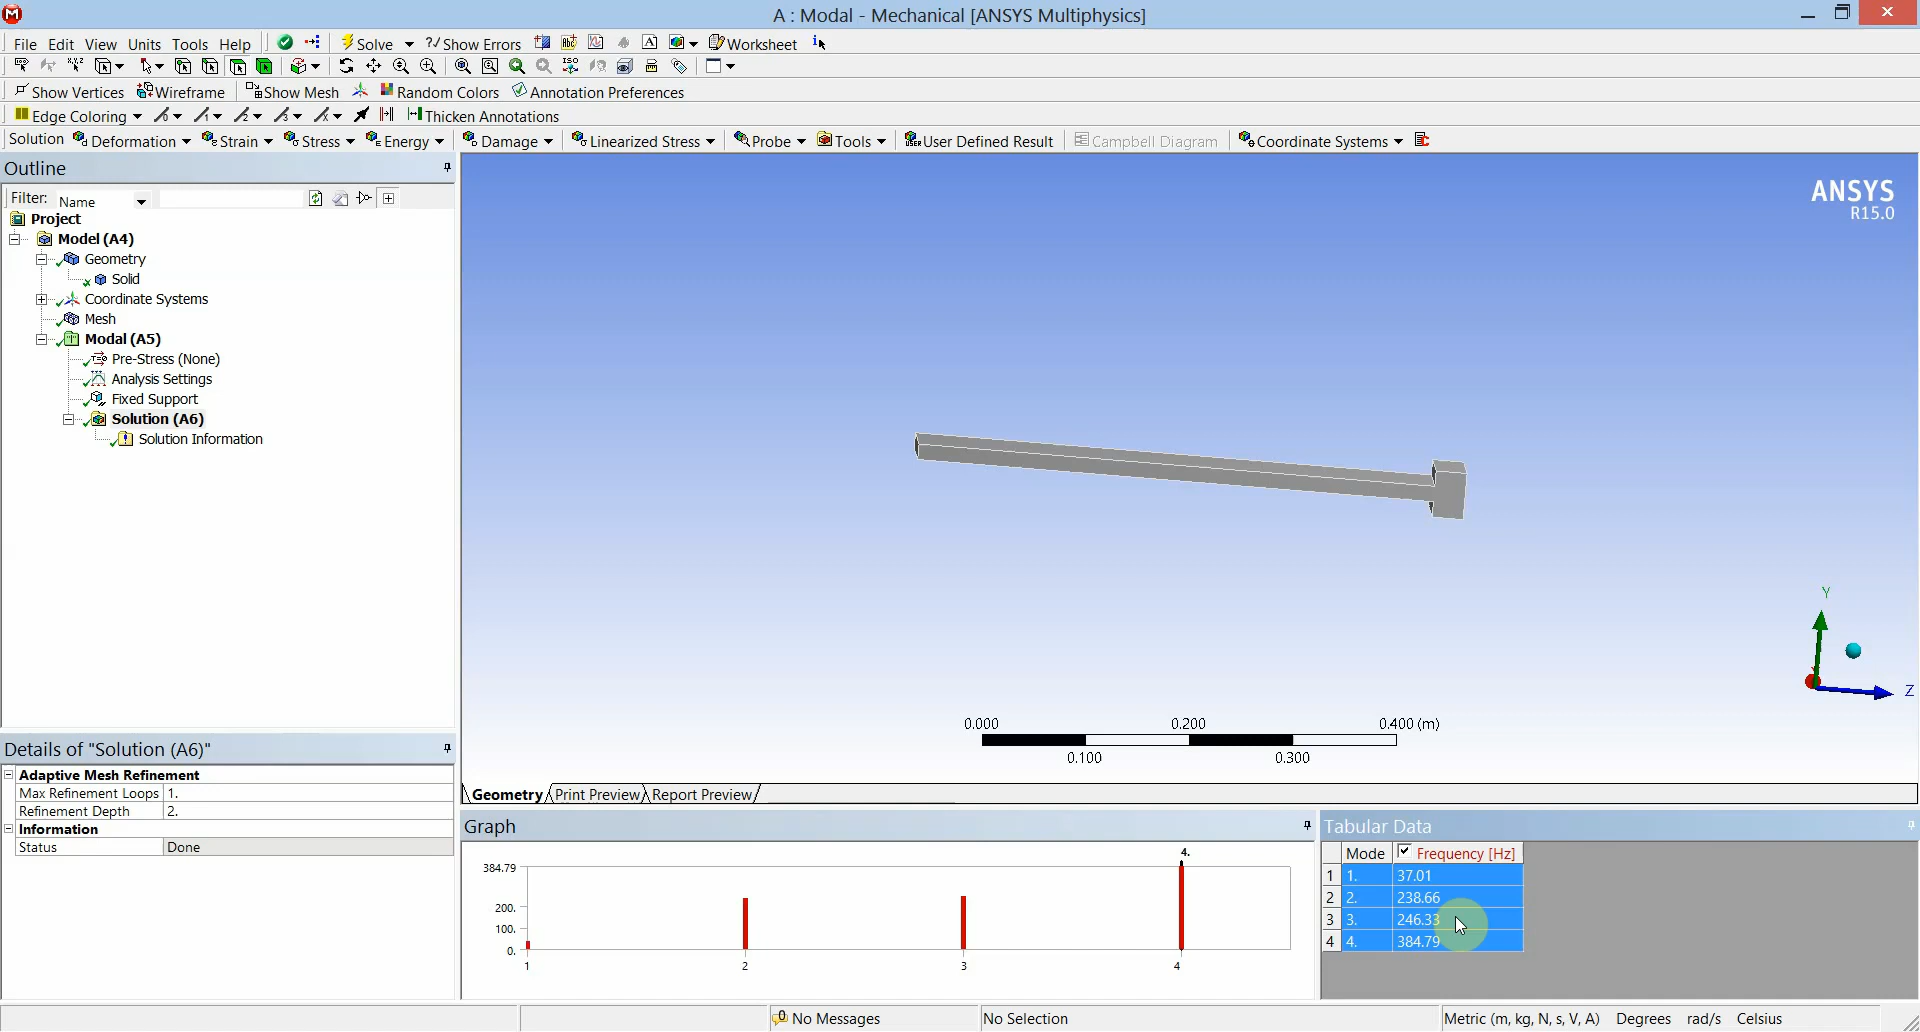 A : Modal - Mechanical [ANSYS Multiphysics]
File Edit View Units Tools Help Solve ?/Show Errors Worksheet
Show Vertices Wireframe Show Mesh Random Colors Annotation Preferences
Edge Coloring Thicken Annotations
Solution Deformation Strain Stress Energy Damage Linearized Stress Probe Tools User Defined Result Campbell Diagram Coordinate Systems
Outline
Filter: Name
Project
Model (A4)
Geometry
Solid
Coordinate Systems
Mesh
Modal (A5)
Pre-Stress (None)
Analysis Settings
Fixed Support
Solution (A6)
Solution Information
ANSYS
R15.0
Y
Z
0.000 0.200 0.400 (m)
0.100 0.300
Geometry Print Preview Report Preview
Details of "Solution (A6)"
Adaptive Mesh Refinement
Max Refinement Loops 1.
Refinement Depth 2.
Information
Status Done
Graph
4.
384.79
200.
100.
0.
1 2 3 4
Tabular Data
Mode Frequency [Hz]
1 1. 37.01
2 2. 238.66
3 3. 246.33
4 4. 384.79
No Messages No Selection Metric (m, kg, N, s, V, A) Degrees rad/s Celsius